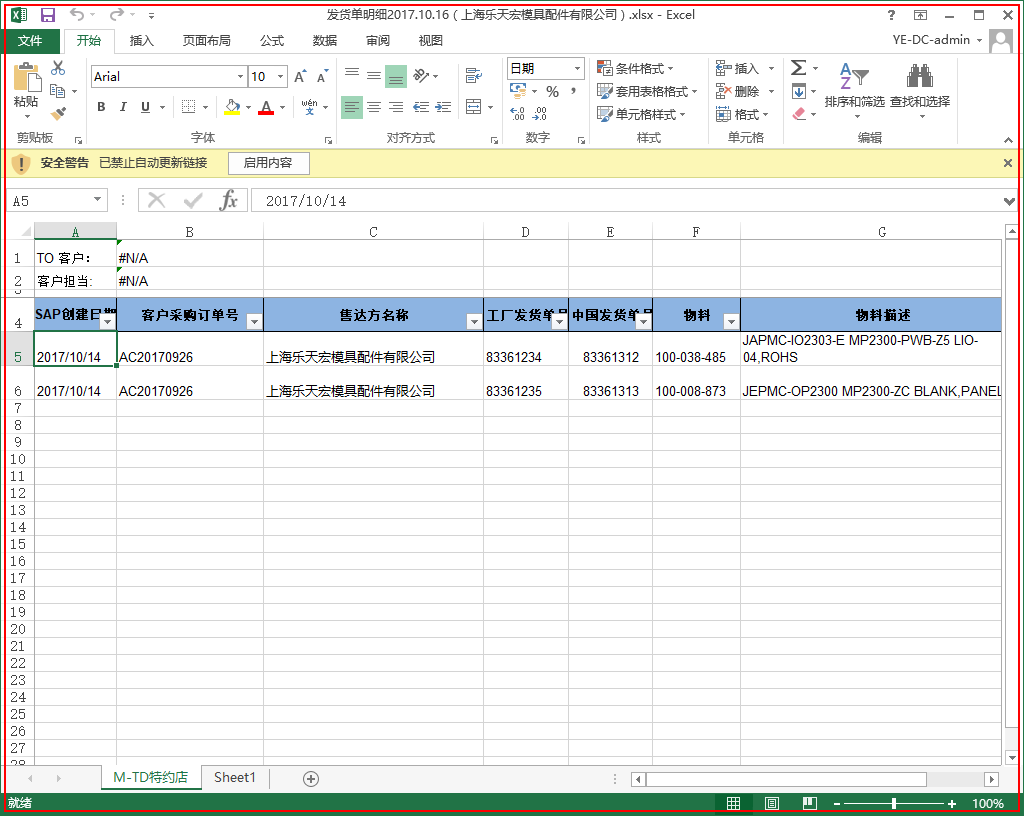 发货单明细2017.10.16（上海乐天宏模具配件有限公司）.xlsx - Excel
文件 开始 插入 页面布局 公式 数据 审阅 视图 YE-DC-admin
粘贴 剪贴板
Arial 10 字体
对齐方式
日期 数字
条件格式
套用表格格式
单元格样式
样式
插入
删除
格式
单元格
排序和筛选 查找和选择
编辑
安全警告 已禁止自动更新链接 启用内容
A5 fx 2017/10/14
A B C D E F G
1 TO 客户： #N/A
2 客户担当: #N/A
4 SAP创建日期 客户采购订单号 售达方名称 工厂发货单号 中国发货单号 物料 物料描述
5 2017/10/14 AC20170926 上海乐天宏模具配件有限公司 83361234 83361312 100-038-485 JAPMC-IO2303-E MP2300-PWB-Z5 LIO-
04,ROHS
6 2017/10/14 AC20170926 上海乐天宏模具配件有限公司 83361235 83361313 100-008-873 JEPMC-OP2300 MP2300-ZC BLANK,PANEL
7
8
9
10
11
12
13
14
15
16
17
18
19
20
21
22
23
24
25
26
27
28
M-TD特约店 Sheet1
就绪 100%